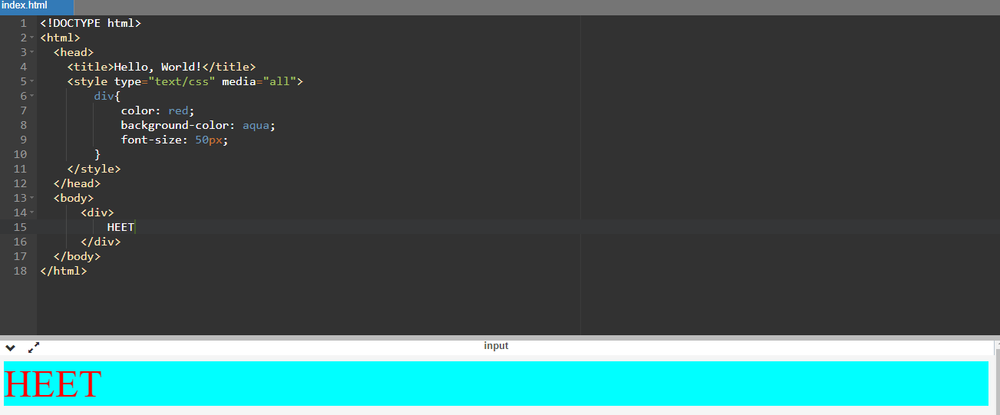 index.html
1 <!DOCTYPE html>
2 <html>
3 <head>
4 <title>Hello, World!</title>
5 <style type="text/css" media="all">
6 div{
7 color: red;
8 background-color: aqua;
9 font-size: 50px;
10 }
11 </style>
12 </head>
13 <body>
14 <div>
15 HEET
16 </div>
17 </body>
18 </html>
input
HEET